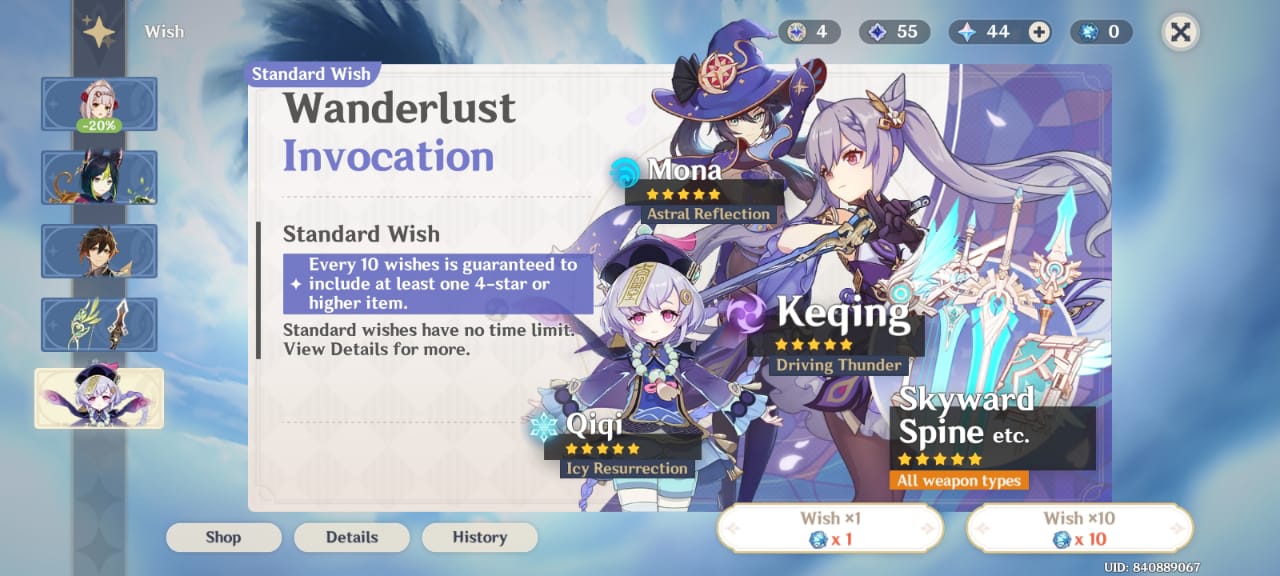 Wish
4
55
44
0
-20%
Standard Wish
Wanderlust
Invocation
Standard Wish
Every 10 wishes is guaranteed to
include at least one 4-star or
higher item.
Standard wishes have no time limit.
View Details for more.
Mona
Astral Reflection
Keqing
Driving Thunder
Qiqi
Icy Resurrection
Skyward
Spine etc.
All weapon types
Shop
Details
History
Wish ×1
x 1
Wish ×10
x 10
UID: 840889067